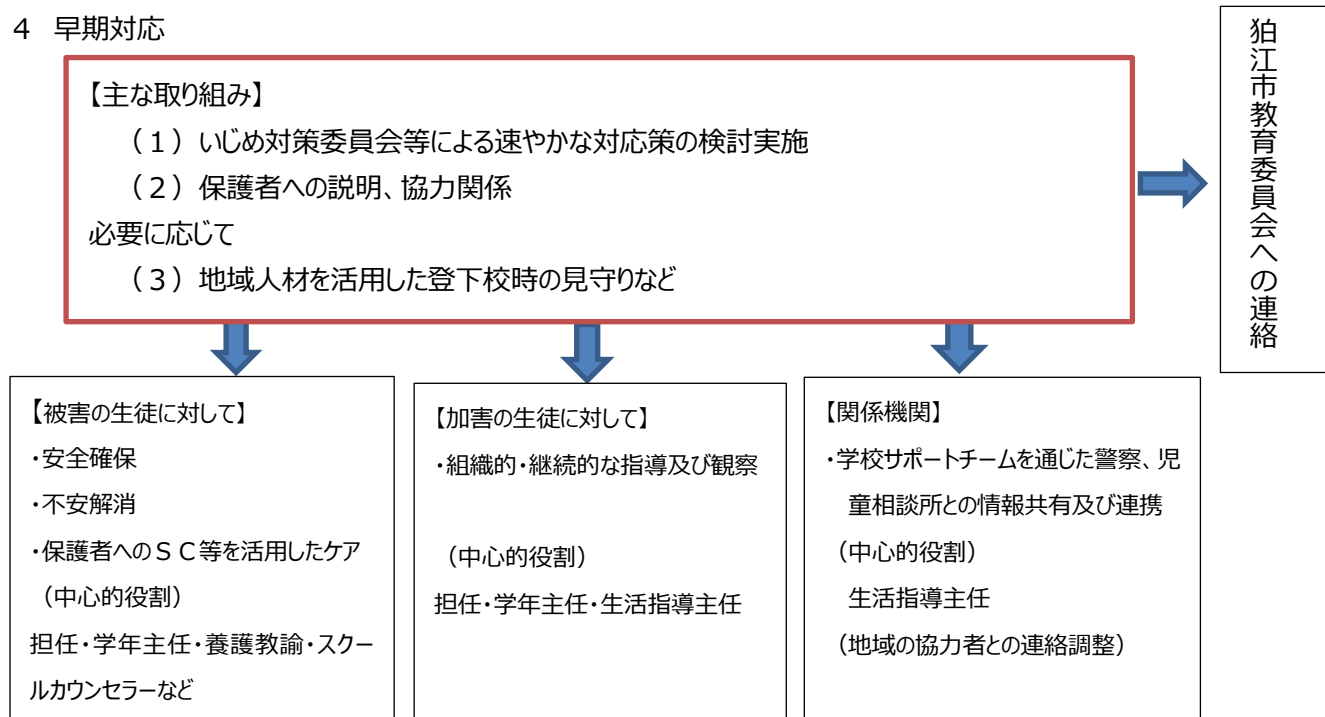 4 早期対応
【主な取り組み】
（１）いじめ対策委員会等による速やかな対応策の検討実施
（２）保護者への説明、協力関係
必要に応じて
（３）地域人材を活用した登下校時の見守りなど
狛江市教育委員会への連絡
【被害の生徒に対して】
・安全確保
・不安解消
・保護者へのＳＣ等を活用したケア
（中心的役割）
担任・学年主任・養護教諭・スクー
ルカウンセラーなど
【加害の生徒に対して】
・組織的・継続的な指導及び観察
（中心的役割）
担任・学年主任・生活指導主任
【関係機関】
・学校サポートチームを通じた警察、児
童相談所との情報共有及び連携
（中心的役割）
生活指導主任
（地域の協力者との連絡調整）